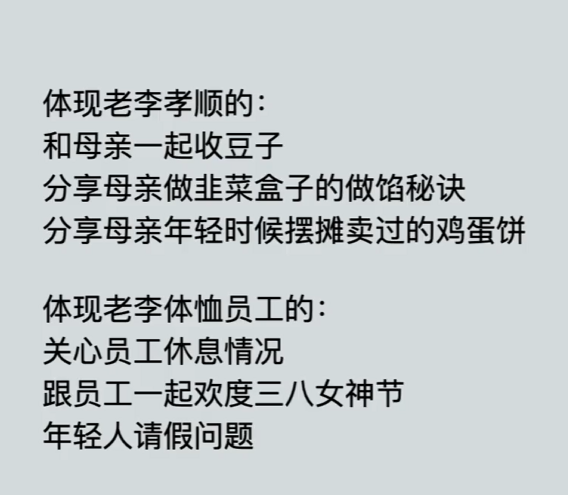 体现老李孝顺的：
和母亲一起收豆子
分享母亲做韭菜盒子的做馅秘诀
分享母亲年轻时候摆摊卖过的鸡蛋饼
体现老李体恤员工的：
关心员工休息情况
跟员工一起欢度三八女神节
年轻人请假问题